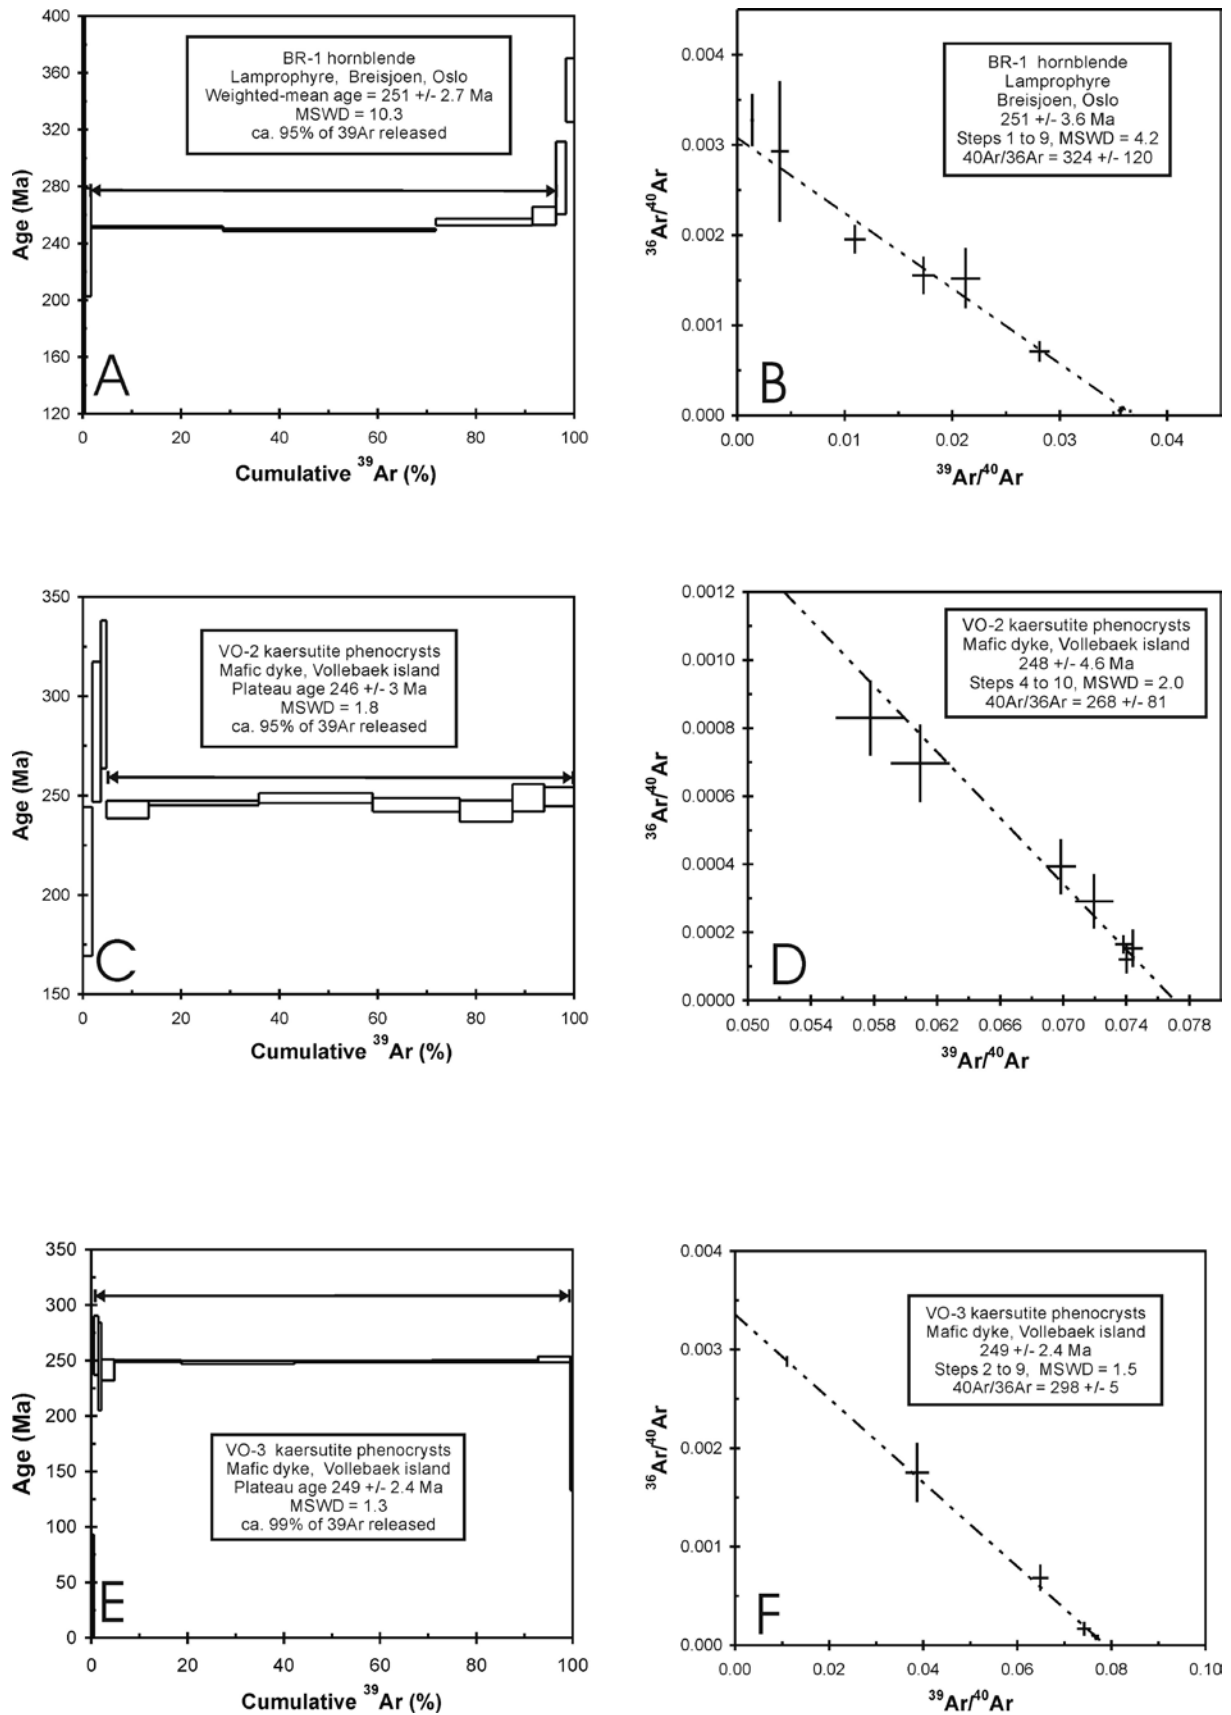 400
360
320
280
240
200
160
120
Age (Ma)
BR-1 hornblende
Lamprophyre, Breisjoen, Oslo
Weighted-mean age = 251 +/- 2.7 Ma
MSWD = 10.3
ca. 95% of 39Ar released
A
0 20 40 60 80 100
Cumulative ³⁹Ar (%)
0.004
0.003
0.002
0.001
0.000
³⁶Ar/⁴⁰Ar
BR-1 hornblende
Lamprophyre
Breisjoen, Oslo
251 +/- 3.6 Ma
Steps 1 to 9, MSWD = 4.2
40Ar/36Ar = 324 +/- 120
B
0.00 0.01 0.02 0.03 0.04
³⁹Ar/⁴⁰Ar
350
300
250
200
150
Age (Ma)
VO-2 kaersutite phenocrysts
Mafic dyke, Vollebaek island
Plateau age 246 +/- 3 Ma
MSWD = 1.8
ca. 95% of 39Ar released
C
0 20 40 60 80 100
Cumulative ³⁹Ar (%)
0.0012
0.0010
0.0008
0.0006
0.0004
0.0002
0.0000
³⁶Ar/⁴⁰Ar
VO-2 kaersutite phenocrysts
Mafic dyke, Vollebaek island
248 +/- 4.6 Ma
Steps 4 to 10, MSWD = 2.0
40Ar/36Ar = 268 +/- 81
D
0.050 0.054 0.058 0.062 0.066 0.070 0.074 0.078
³⁹Ar/⁴⁰Ar
350
300
250
200
150
100
50
0
Age (Ma)
VO-3 kaersutite phenocrysts
Mafic dyke, Vollebaek island
Plateau age 249 +/- 2.4 Ma
MSWD = 1.3
ca. 99% of 39Ar released
E
0 20 40 60 80 100
Cumulative ³⁹Ar (%)
0.004
0.003
0.002
0.001
0.000
³⁶Ar/⁴⁰Ar
VO-3 kaersutite phenocrysts
Mafic dyke, Vollebaek island
249 +/- 2.4 Ma
Steps 2 to 9, MSWD = 1.5
40Ar/36Ar = 298 +/- 5
F
0.00 0.02 0.04 0.06 0.08 0.10
³⁹Ar/⁴⁰Ar